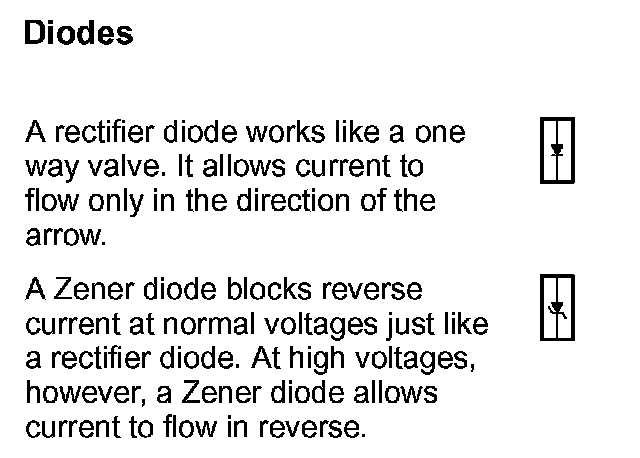 Diodes
A rectifier diode works like a one
way valve. It allows current to
flow only in the direction of the
arrow.
A Zener diode blocks reverse
current at normal voltages just like
a rectifier diode. At high voltages,
however, a Zener diode allows
current to flow in reverse.